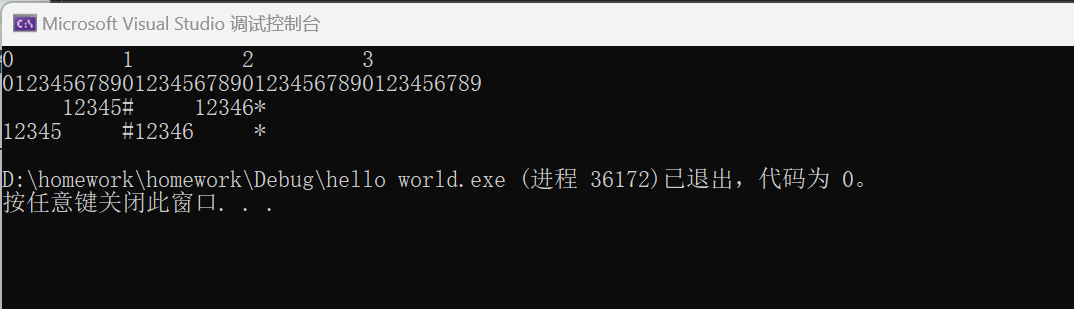 C:\ Microsoft Visual Studio 调试控制台
0         1         2         3
0123456789012345678901234567890123456789
     12345#     12346*
12345     #12346     *
D:\homework\homework\Debug\hello world.exe (进程 36172)已退出，代码为 0。
按任意键关闭此窗口. . .